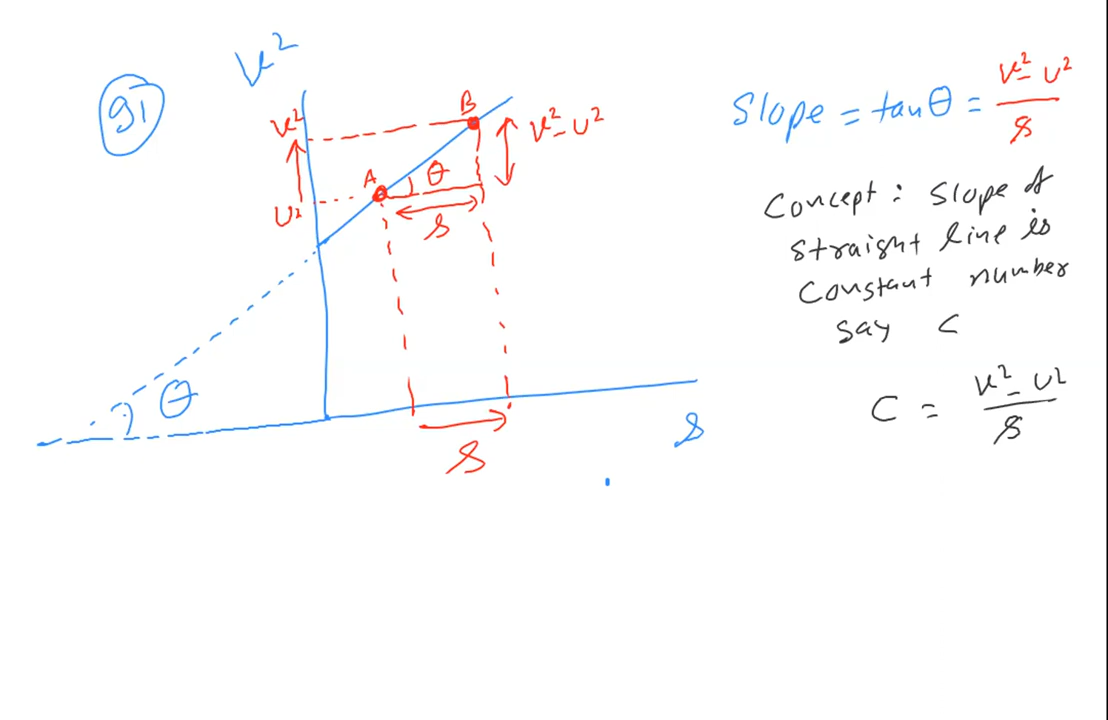 91
v²
v²
u²
A
B
θ
s
v² - u²
θ
s
s
Slope = tanθ = v² - u² / s
Concept : Slope of
straight line is
constant number
say c
C = v² - u² / s